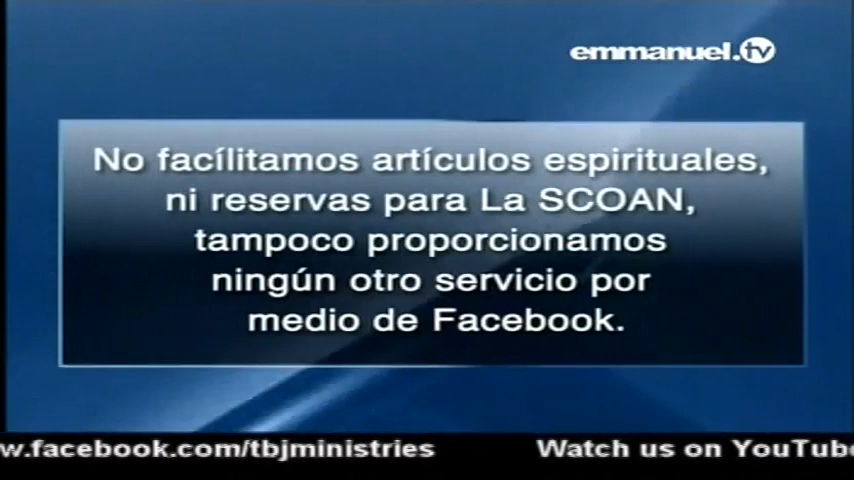 emmanuel.tv
No facílitamos artículos espirituales,
ni reservas para La SCOAN,
tampoco proporcionamos
ningún otro servicio por
medio de Facebook.
w.facebook.com/tbjministries Watch us on YouTube